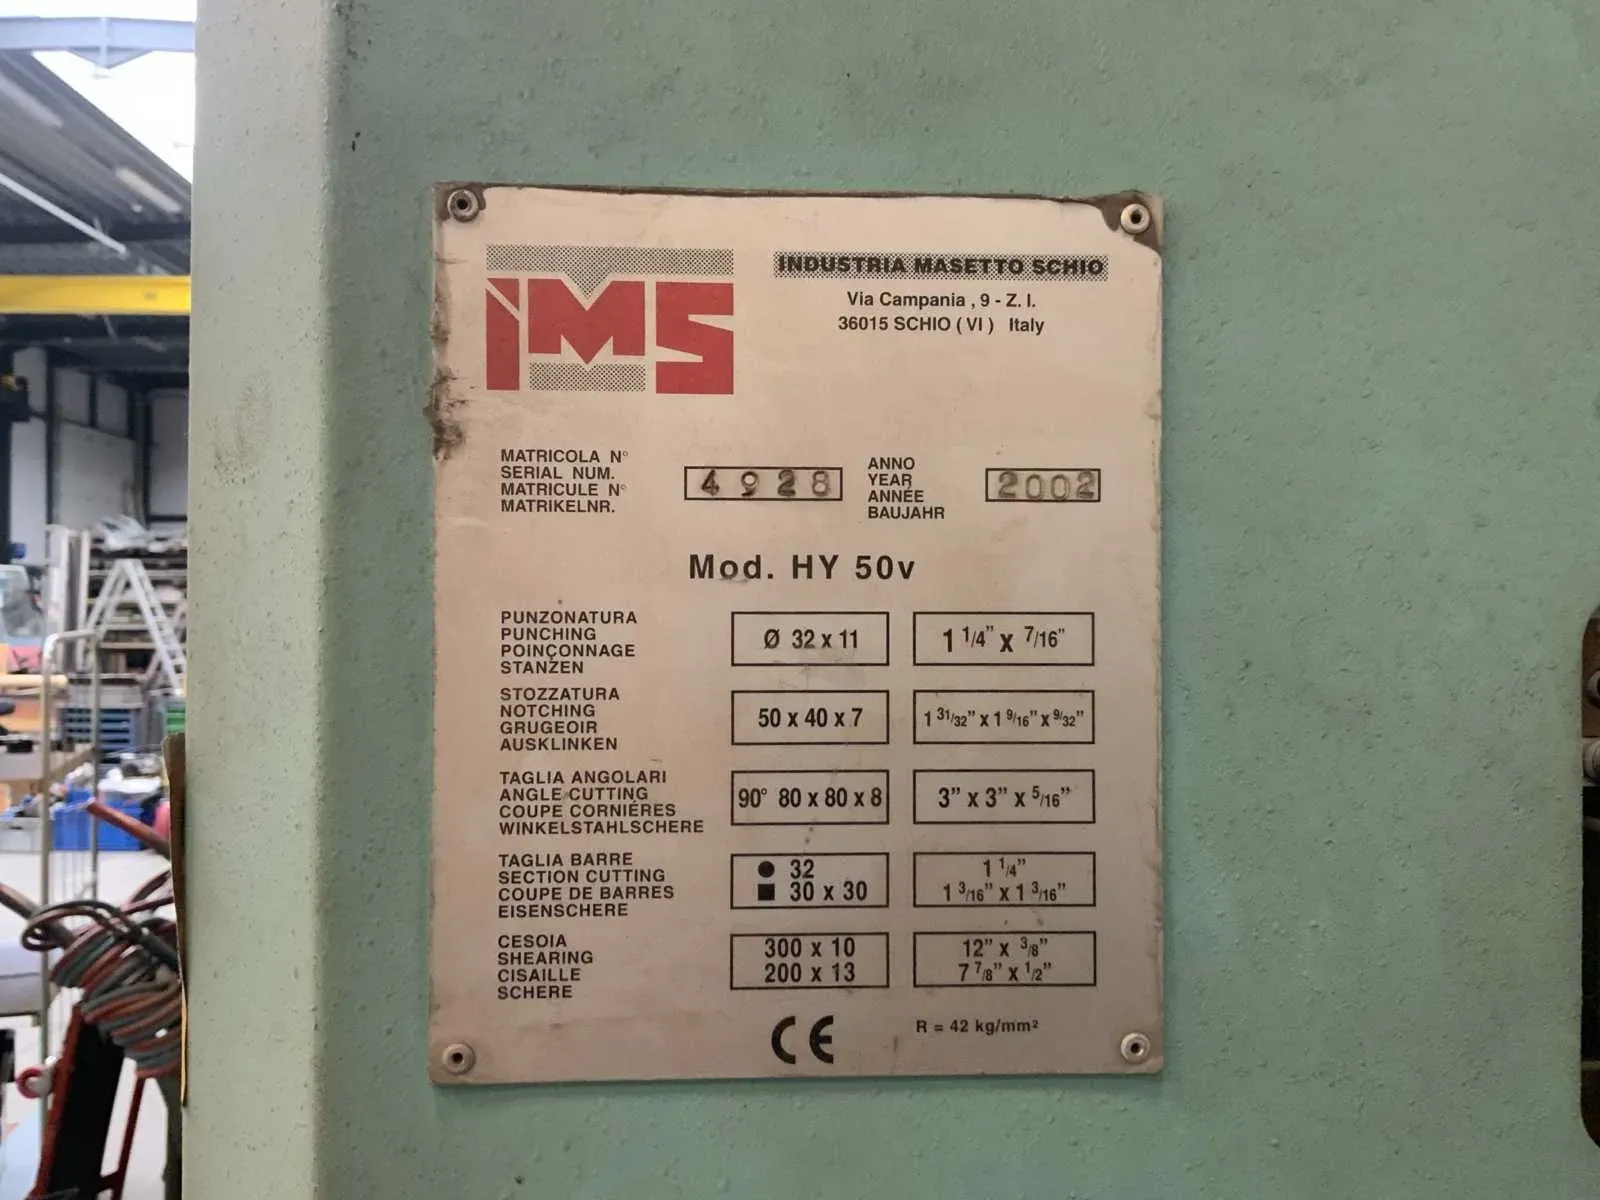 iMS
INDUSTRIA MASETTO SCHIO
Via Campania , 9 - Z. I.
36015 SCHIO ( VI ) Italy
MATRICOLA N°
SERIAL NUM.
MATRICULE N°
MATRIKELNR.
4928
ANNO
YEAR
ANNÉE
BAUJAHR
2002
Mod. HY 50v
PUNZONATURA
PUNCHING
POINÇONNAGE
STANZEN
Ø 32 x 11
1 1/4” x 7/16”
STOZZATURA
NOTCHING
GRUGEOIR
AUSKLINKEN
50 x 40 x 7
1 31/32” x 1 9/16” x 9/32”
TAGLIA ANGOLARI
ANGLE CUTTING
COUPE CORNIÉRES
WINKELSTAHLSCHERE
90° 80 x 80 x 8
3” x 3” x 5/16”
TAGLIA BARRE
SECTION CUTTING
COUPE DE BARRES
EISENSCHERE
● 32
■ 30 x 30
1 1/4”
1 3/16” x 1 3/16”
CESOIA
SHEARING
CISAILLE
SCHERE
300 x 10
200 x 13
12” x 3/8”
7 7/8” x 1/2”
CE
R = 42 kg/mm²